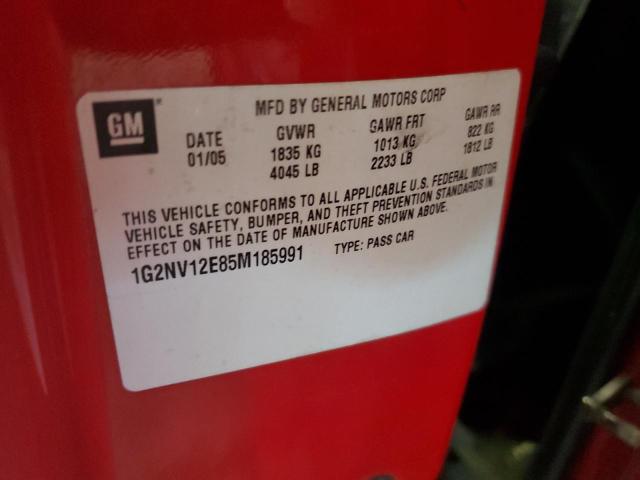 GM
MFD BY GENERAL MOTORS CORP
DATE GVWR GAWR FRT GAWR RR
01/05 1835 KG 1013 KG 822 KG
4045 LB 2233 LB 1812 LB
THIS VEHICLE CONFORMS TO ALL APPLICABLE U.S. FEDERAL MOTOR
VEHICLE SAFETY, BUMPER, AND THEFT PREVENTION STANDARDS IN
EFFECT ON THE DATE OF MANUFACTURE SHOWN ABOVE.
1G2NV12E85M185991 TYPE: PASS CAR